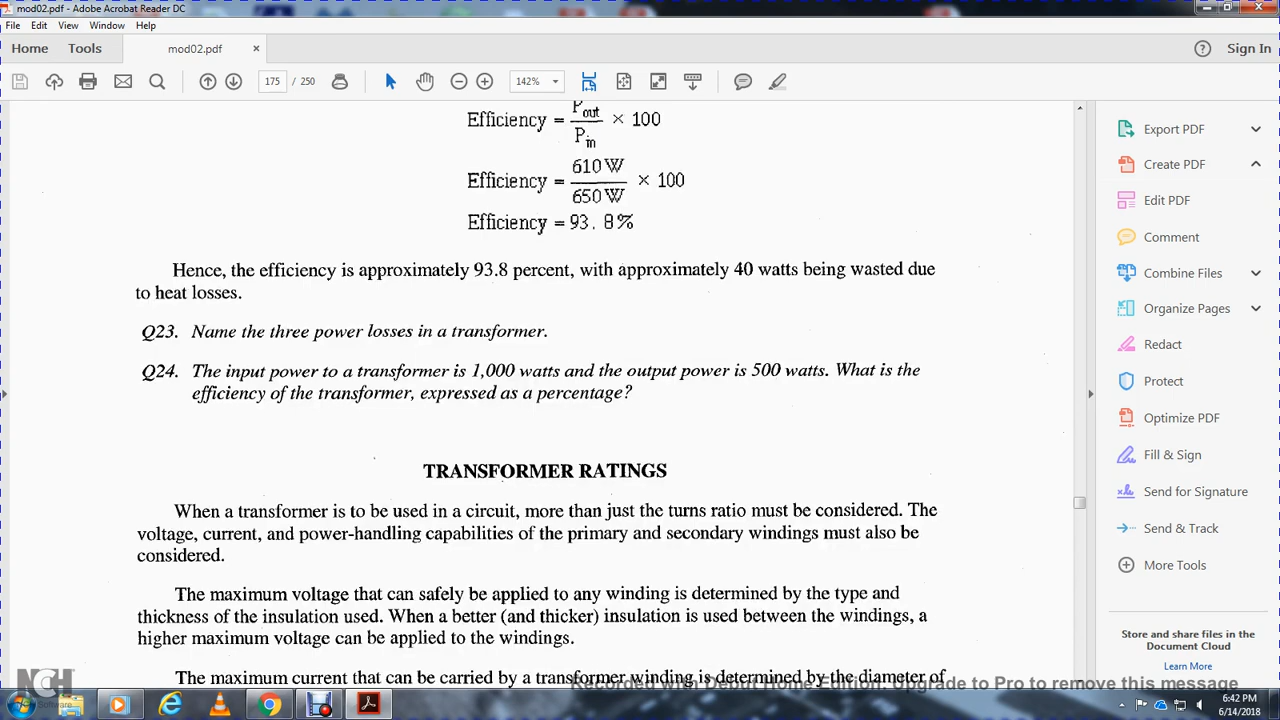 mod02.pdf - Adobe Acrobat Reader DC
File Edit View Window Help
Home Tools mod02.pdf × ? Sign In
175 / 250 142%
Efficiency = Pout / Pin × 100
Efficiency = 610 W / 650 W × 100
Efficiency = 93.8%
Hence, the efficiency is approximately 93.8 percent, with approximately 40 watts being wasted due
to heat losses.
Q23. Name the three power losses in a transformer.
Q24. The input power to a transformer is 1,000 watts and the output power is 500 watts. What is the
efficiency of the transformer, expressed as a percentage?
TRANSFORMER RATINGS
When a transformer is to be used in a circuit, more than just the turns ratio must be considered. The
voltage, current, and power-handling capabilities of the primary and secondary windings must also be
considered.
The maximum voltage that can safely be applied to any winding is determined by the type and
thickness of the insulation used. When a better (and thicker) insulation is used between the windings, a
higher maximum voltage can be applied to the windings.
The maximum current that can be carried by a transformer winding is determined by the diameter of
Export PDF
Create PDF
Edit PDF
Comment
Combine Files
Organize Pages
Redact
Protect
Optimize PDF
Fill & Sign
Send for Signature
Send & Track
More Tools
Store and share files in the
Document Cloud
Learn More
NCH
Recorded with Debut Home Edition. Upgrade to Pro to remove this message
6:42 PM
6/14/2018